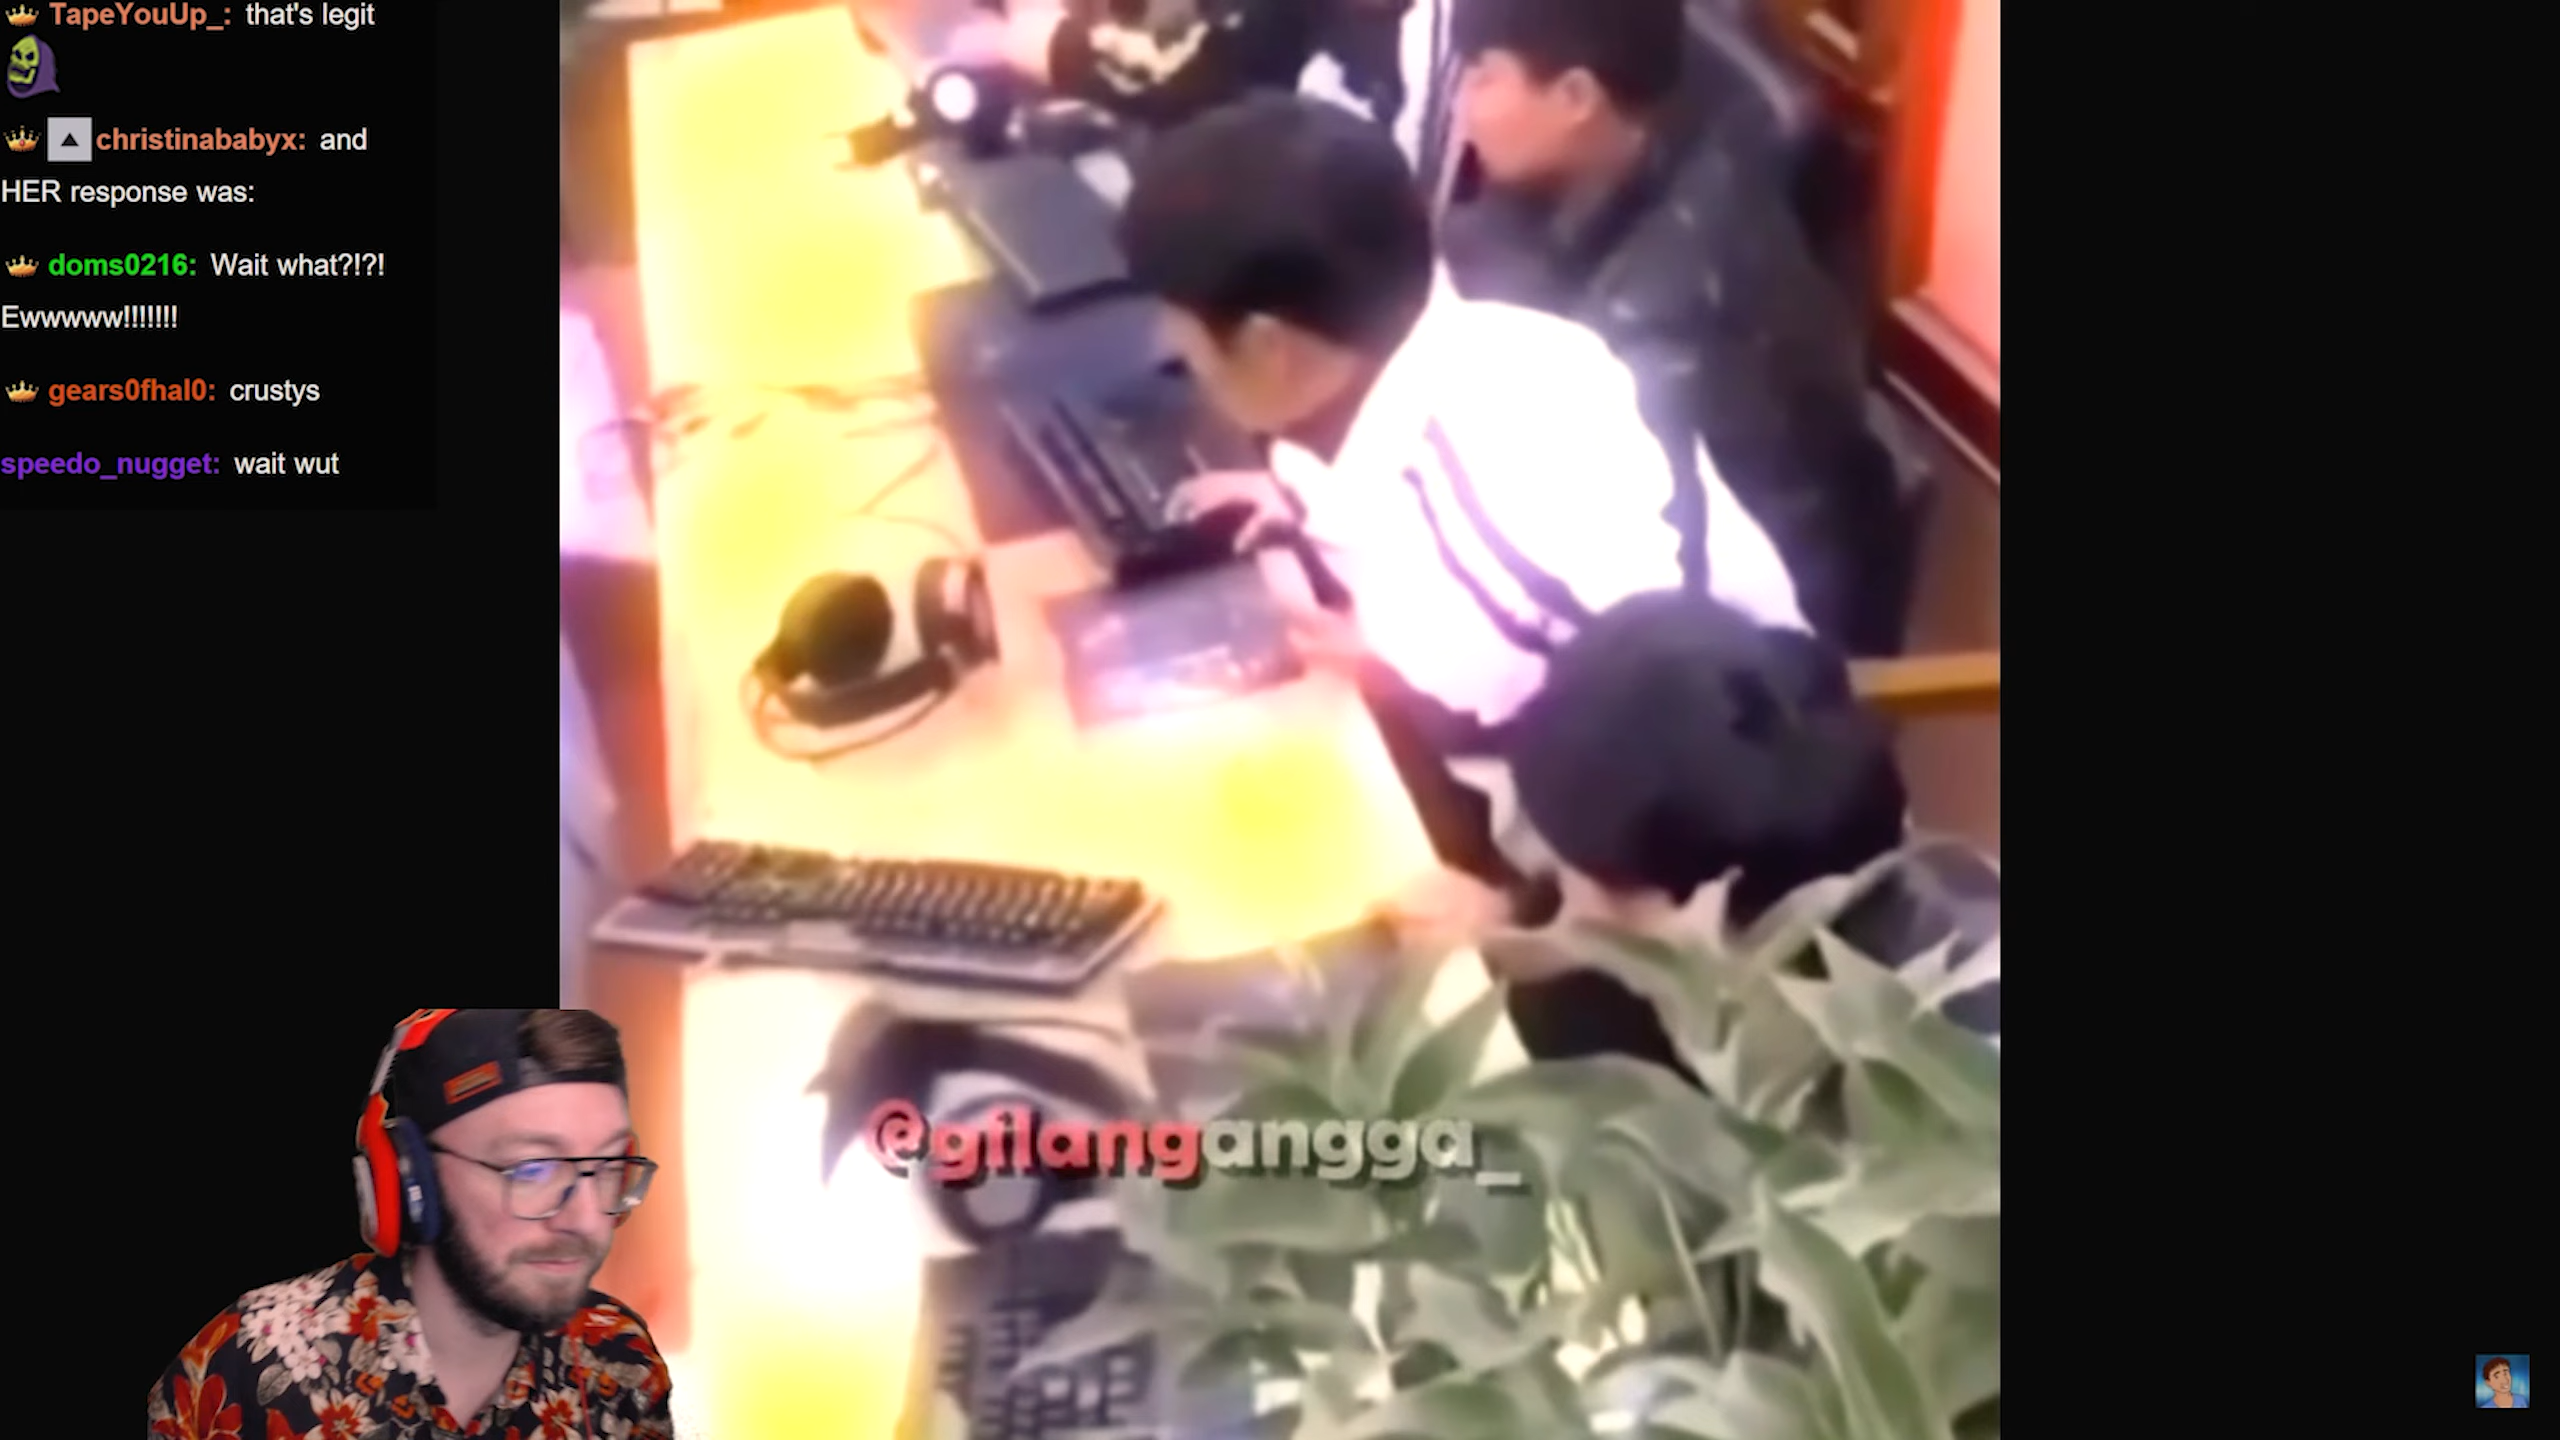 TapeYouUp_: that's legit
christinababyx: and
HER response was:
doms0216: Wait what?!?!
Ewwwww!!!!!!!
gears0fhal0: crustys
speedo_nugget: wait wut
@gilangangga_